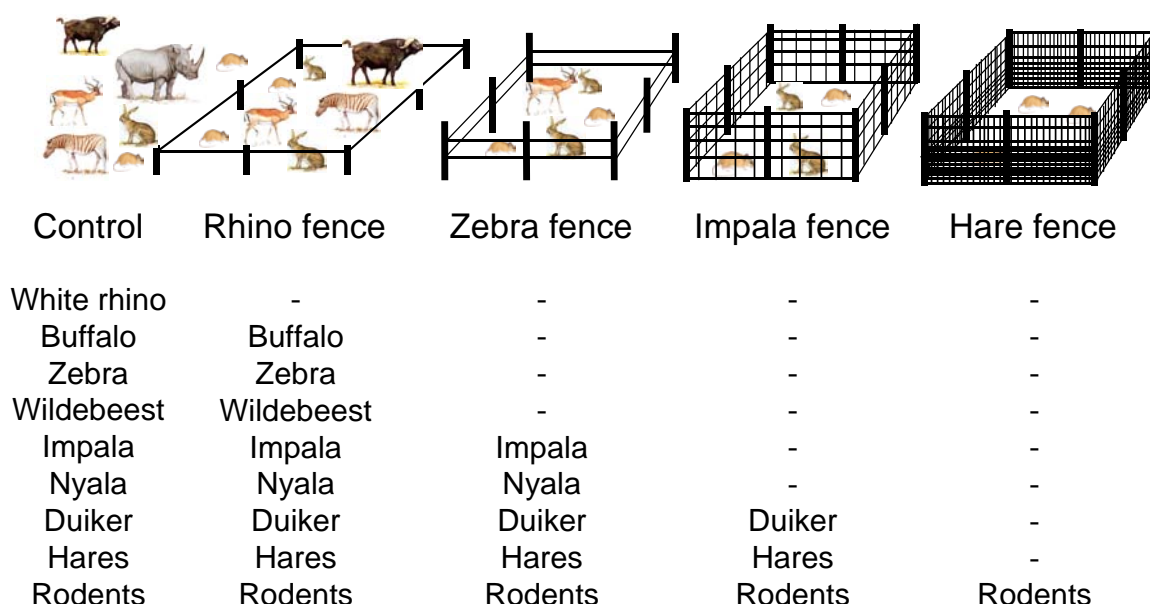 Control Rhino fence Zebra fence Impala fence Hare fence
White rhino - - - -
Buffalo Buffalo - - -
Zebra Zebra - - -
Wildebeest Wildebeest - - -
Impala Impala Impala - -
Nyala Nyala Nyala - -
Duiker Duiker Duiker Duiker -
Hares Hares Hares Hares -
Rodents Rodents Rodents Rodents Rodents